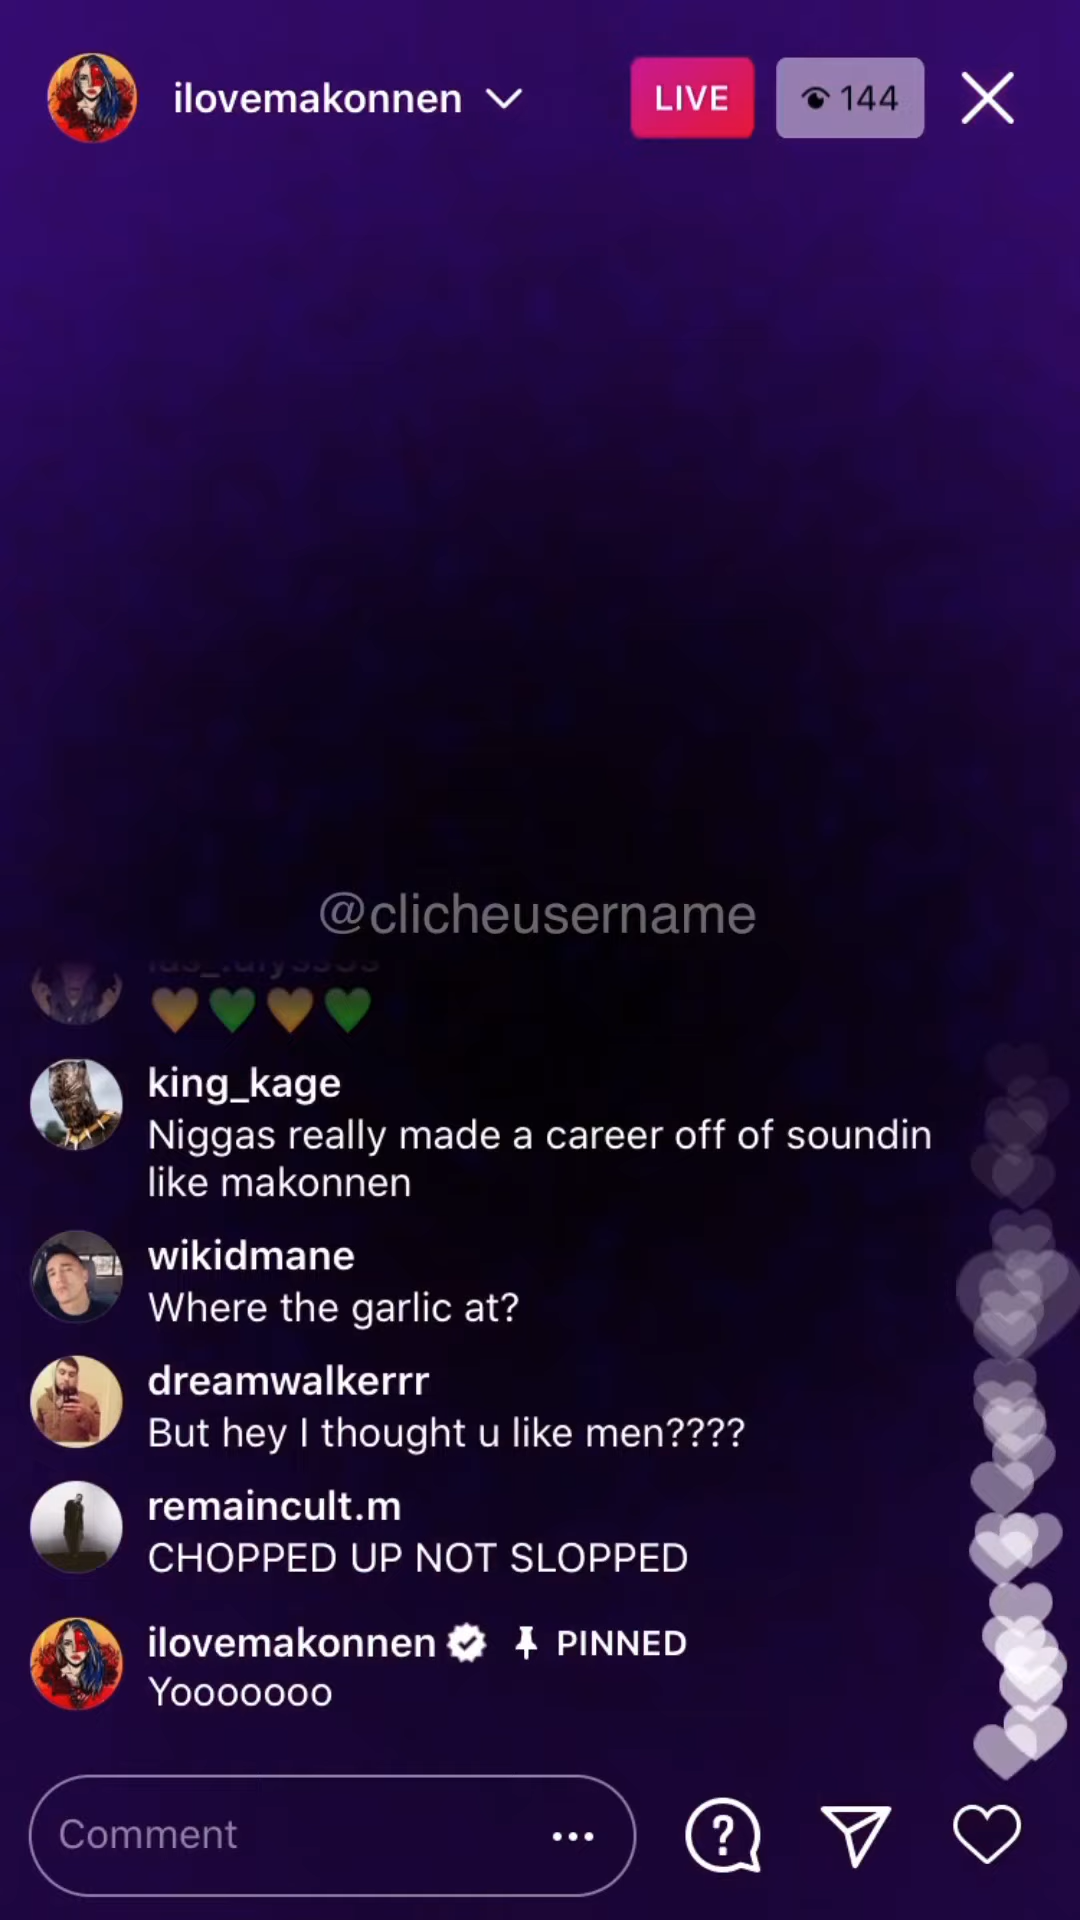 ilovemakonnen
LIVE
144
@clicheusername
king_kage
Niggas really made a career off of soundin
like makonnen
wikidmane
Where the garlic at?
dreamwalkerrr
But hey I thought u like men????
remaincult.m
CHOPPED UP NOT SLOPPED
ilovemakonnen PINNED
Yooooooo
Comment